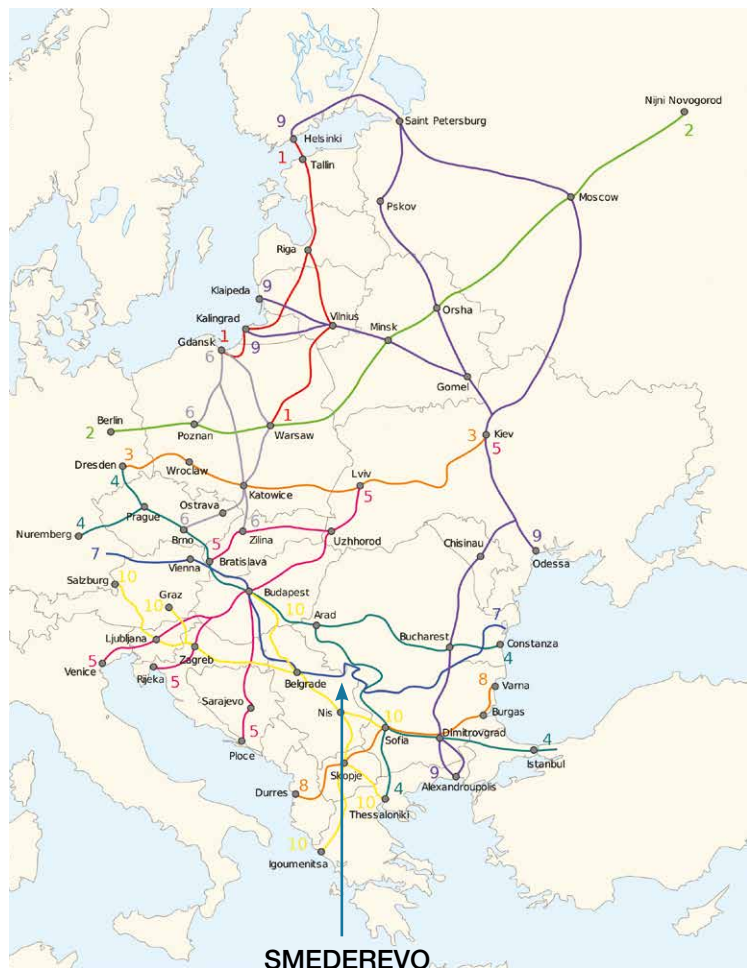 Nijni Novogorod
2
9
Saint Petersburg
Helsinki
1
Tallin
Moscow
Pskov
Riga
Klaipeda
9
Kalingrad
Vilnius
Orsha
Minsk
1
Gdansk
6
9
Gomel
6
1
Berlin
2
Poznan
Warsaw
3
Kiev
5
Dresden
3
4
Wroclaw
Lviv
Katowice
5
Ostrava
4
Prague
6
Nuremberg
Brno
Zilina
Uzhhorod
Chisinau
9
Odessa
7
5
Vienna
Bratislava
Salzburg
10
Graz
10
Budapest
10
Arad
7
Bucharest
Constanza
4
Ljubljana
Zagreb
Venice
5
Rijeka
5
Belgrade
8
Varna
Sarajevo
Nis
10
Burgas
5
Sofia
Dimitrovgrad
Ploce
4
Istanbul
Skopje
9
Durres
8
10
4
Alexandroupolis
Thessaloniki
10
Igoumenitsa
SMEDEREVO